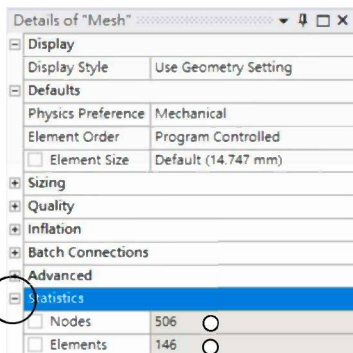 Details of "Mesh"
Display
Display Style Use Geometry Setting
Defaults
Physics Preference Mechanical
Element Order Program Controlled
Element Size Default (14.747 mm)
Sizing
Quality
Inflation
Batch Connections
Advanced
Statistics
Nodes 506
Elements 146